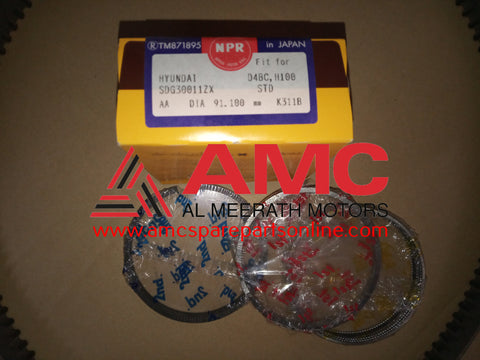 ®TM871895 NPR in JAPAN
Fit for
HYUNDAI D4BC,H100
SDG30011ZX STD
AA DIA 91.100 mm K311B
AMC
AL MEERATH MOTORS
www.amcsparepartsonline.com
NPR